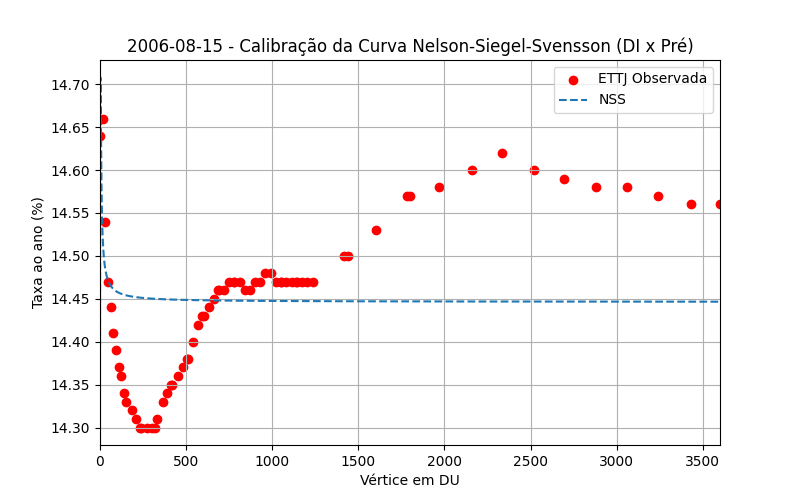 2006-08-15 - Calibração da Curva Nelson-Siegel-Svensson (DI x Pré)
ETTJ Observada
NSS
Taxa ao ano (%)
14.70
14.65
14.60
14.55
14.50
14.45
14.40
14.35
14.30
0 500 1000 1500 2000 2500 3000 3500
Vértice em DU